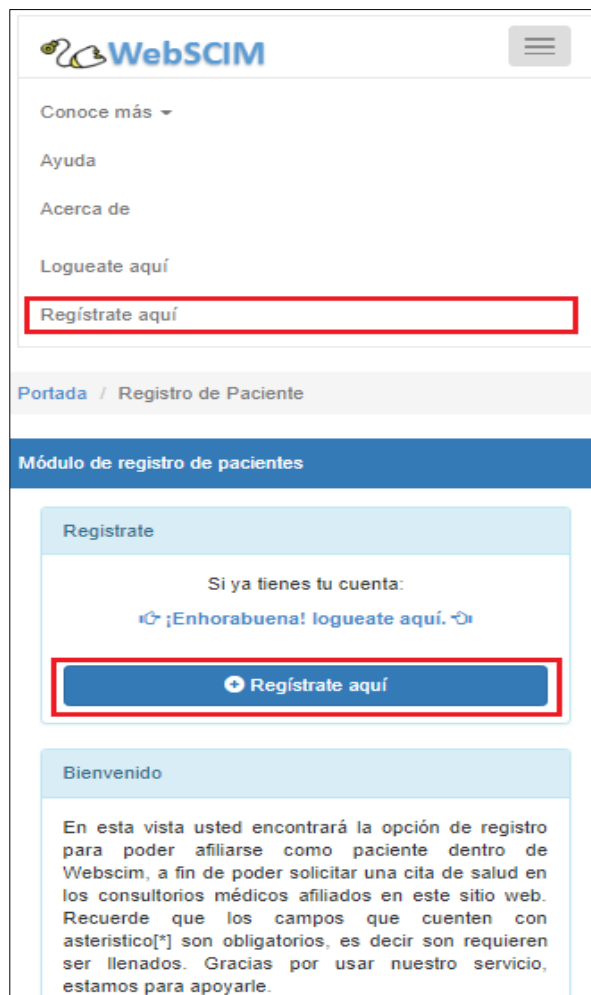 WebSCIM
Conoce más
Ayuda
Acerca de
Logueate aquí
Regístrate aquí
Portada / Registro de Paciente
Módulo de registro de pacientes
Registrate
Si ya tienes tu cuenta:
¡Enhorabuena! logueate aquí.
Regístrate aquí
Bienvenido
En esta vista usted encontrará la opción de registro
para poder afiliarse como paciente dentro de
Webscim, a fin de poder solicitar una cita de salud en
los consultorios médicos afiliados en este sitio web.
Recuerde que los campos que cuenten con
asteristico[*] son obligatorios, es decir son requieren
ser llenados. Gracias por usar nuestro servicio,
estamos para apoyarle.